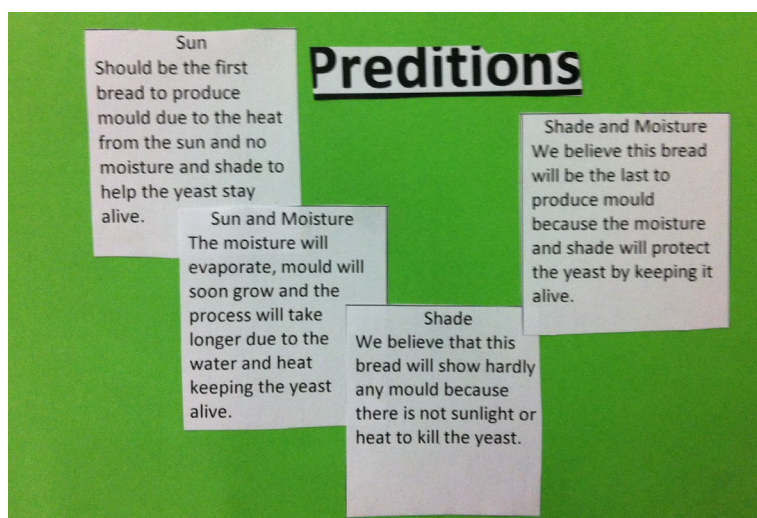 Preditions
Sun
Should be the first
bread to produce
mould due to the heat
from the sun and no
moisture and shade to
help the yeast stay
alive.
Sun and Moisture
The moisture will
evaporate, mould will
soon grow and the
process will take
longer due to the
water and heat
keeping the yeast
alive.
Shade
We believe that this
bread will show hardly
any mould because
there is not sunlight or
heat to kill the yeast.
Shade and Moisture
We believe this bread
will be the last to
produce mould
because the moisture
and shade will protect
the yeast by keeping it
alive.